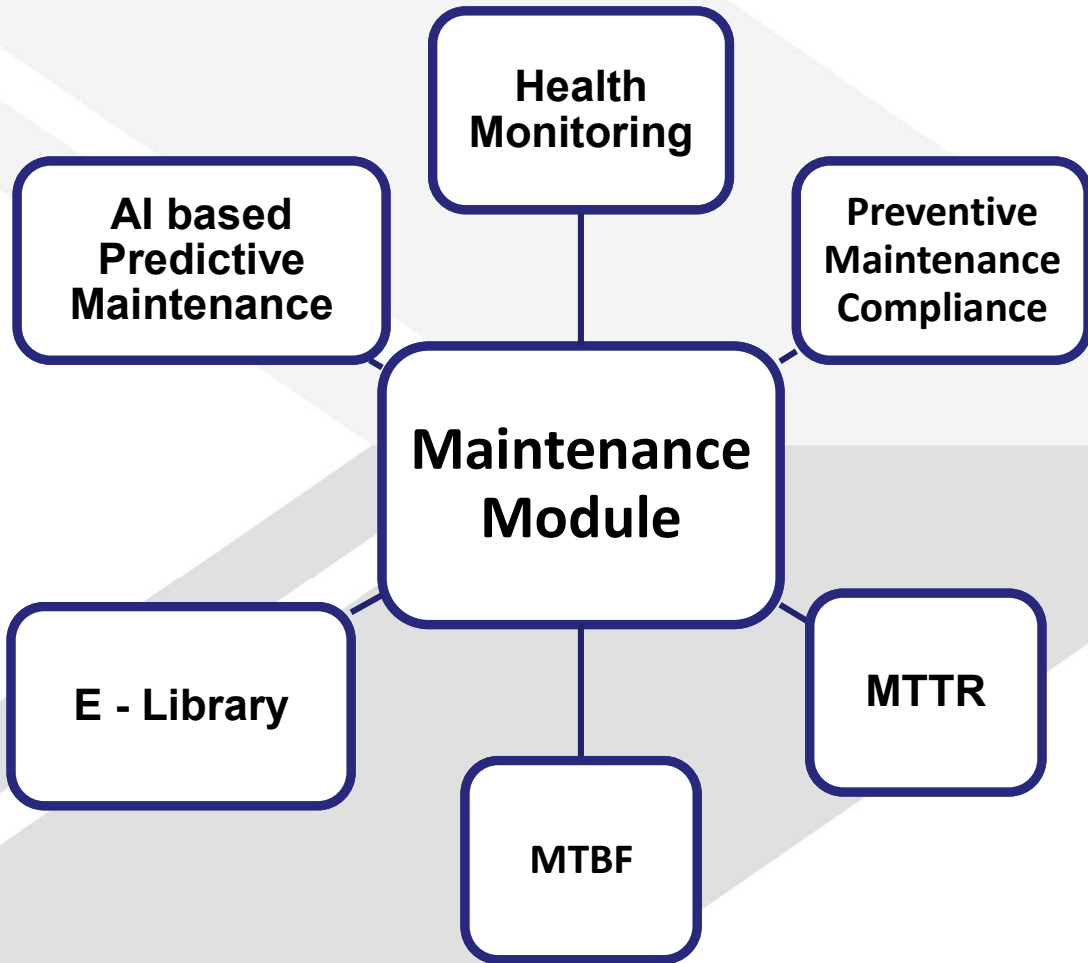 Health
Monitoring
AI based
Predictive
Maintenance
Preventive
Maintenance
Compliance
Maintenance
Module
E - Library
MTTR
MTBF